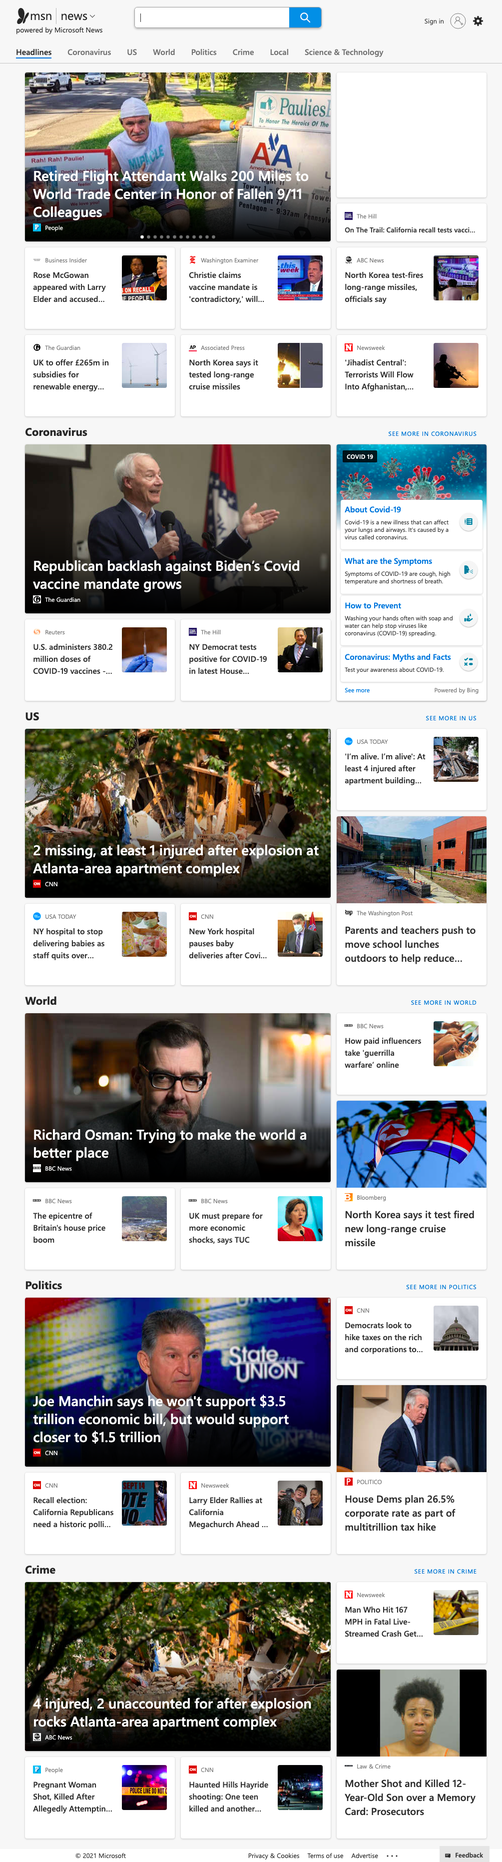 msn | news
powered by Microsoft News
Sign in
Headlines Coronavirus US World Politics Crime Local Science & Technology
Rah! Rah! Paulie!
Paulies
To Honor The Heroics Of The
AA
MIRACLE
Retired Flight Attendant Walks 200 Miles to
World Trade Center in Honor of Fallen 9/11
Colleagues
People
The Hill
On The Trail: California recall tests vacci...
Business Insider
Rose McGowan
appeared with Larry
Elder and accused...
Washington Examiner
Christie claims
vaccine mandate is
'contradictory,' will...
ABC News
North Korea test-fires
long-range missiles,
officials say
The Guardian
UK to offer £265m in
subsidies for
renewable energy...
Associated Press
North Korea says it
tested long-range
cruise missiles
Newsweek
'Jihadist Central':
Terrorists Will Flow
Into Afghanistan,...
Coronavirus
SEE MORE IN CORONAVIRUS
Republican backlash against Biden's Covid
vaccine mandate grows
The Guardian
COVID 19
About Covid-19
Covid-19 is a new illness that can affect
your lungs and airways. It's caused by a
virus called coronavirus.
What are the Symptoms
Symptoms of COVID-19 are cough, high
temperature and shortness of breath.
How to Prevent
Washing your hands often with soap and
water can help stop viruses like
coronavirus (COVID-19) spreading.
Coronavirus: Myths and Facts
Test your awareness about COVID-19.
See more
Powered by Bing
Reuters
U.S. administers 380.2
million doses of
COVID-19 vaccines -...
The Hill
NY Democrat tests
positive for COVID-19
in latest House...
US
SEE MORE IN US
2 missing, at least 1 injured after explosion at
Atlanta-area apartment complex
CNN
USA TODAY
'I'm alive. I'm alive': At
least 4 injured after
apartment building...
The Washington Post
Parents and teachers push to
move school lunches
outdoors to help reduce...
USA TODAY
NY hospital to stop
delivering babies as
staff quits over...
CNN
New York hospital
pauses baby
deliveries after Covi...
World
SEE MORE IN WORLD
Richard Osman: Trying to make the world a
better place
BBC News
BBC News
How paid influencers
take 'guerrilla
warfare' online
Bloomberg
North Korea says it test fired
new long-range cruise
missile
BBC News
The epicentre of
Britain's house price
boom
BBC News
UK must prepare for
more economic
shocks, says TUC
Politics
SEE MORE IN POLITICS
State
UNION
Joe Manchin says he won't support $3.5
trillion economic bill, but would support
closer to $1.5 trillion
CNN
CNN
Democrats look to
hike taxes on the rich
and corporations to...
POLITICO
House Dems plan 26.5%
corporate rate as part of
multitrillion tax hike
CNN
Recall election:
California Republicans
need a historic polli...
Newsweek
Larry Elder Rallies at
California
Megachurch Ahead ...
Crime
SEE MORE IN CRIME
4 injured, 2 unaccounted for after explosion
rocks Atlanta-area apartment complex
ABC News
Newsweek
Man Who Hit 167
MPH in Fatal Live-
Streamed Crash Get...
Law & Crime
Mother Shot and Killed 12-
Year-Old Son over a Memory
Card: Prosecutors
People
Pregnant Woman
Shot, Killed After
Allegedly Attemptin...
CNN
Haunted Hills Hayride
shooting: One teen
killed and another...
© 2021 Microsoft
Privacy & Cookies Terms of use Advertise ...
Feedback